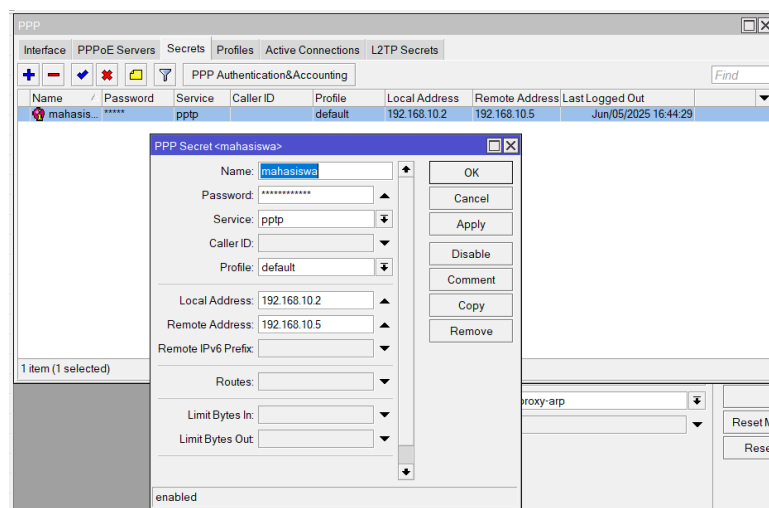 PPP
Interface PPPoE Servers Secrets Profiles Active Connections L2TP Secrets
PPP Authentication&Accounting Find
Name Password Service Caller ID Profile Local Address Remote Address Last Logged Out
mahasis... ***** pptp default 192.168.10.2 192.168.10.5 Jun/05/2025 16:44:29
PPP Secret <mahasiswa>
Name: mahasiswa OK
Password: ************ Cancel
Service: pptp Apply
Caller ID:
Disable
Profile: default
Comment
Local Address: 192.168.10.2 Copy
Remote Address: 192.168.10.5 Remove
Remote IPv6 Prefix:
1 item (1 selected)
Routes:
proxy-arp
Limit Bytes In: Reset M
Limit Bytes Out: Rese
enabled